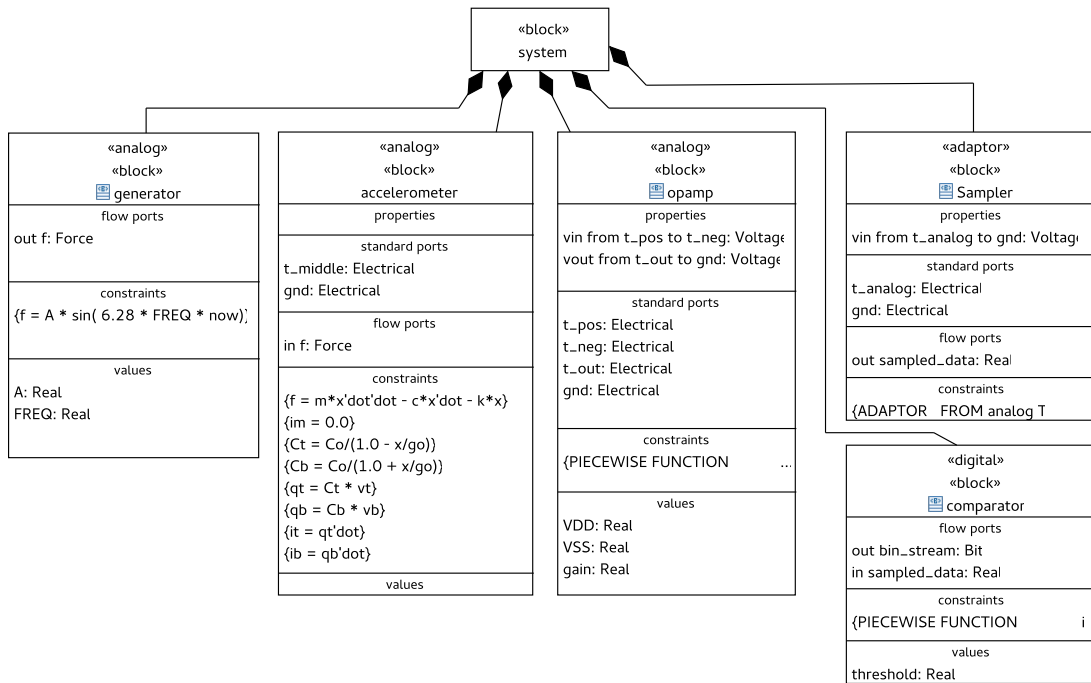 «block»
system
«analog»
«block»
generator
flow ports
out f: Force
constraints
{f = A * sin( 6.28 * FREQ * now)}
values
A: Real
FREQ: Real
«analog»
«block»
accelerometer
properties
standard ports
t_middle: Electrical
gnd: Electrical
flow ports
in f: Force
constraints
{f = m*x'dot'dot - c*x'dot - k*x}
{im = 0.0}
{Ct = Co/(1.0 - x/go)}
{Cb = Co/(1.0 + x/go)}
{qt = Ct * vt}
{qb = Cb * vb}
{it = qt'dot}
{ib = qb'dot}
values
«analog»
«block»
opamp
properties
vin from t_pos to t_neg: Voltage
vout from t_out to gnd: Voltage
standard ports
t_pos: Electrical
t_neg: Electrical
t_out: Electrical
gnd: Electrical
constraints
{PIECEWISE FUNCTION ...
values
VDD: Real
VSS: Real
gain: Real
«adaptor»
«block»
Sampler
properties
vin from t_analog to gnd: Voltag
standard ports
t_analog: Electrical
gnd: Electrical
flow ports
out sampled_data: Real
constraints
{ADAPTOR FROM analog T
«digital»
«block»
comparator
flow ports
out bin_stream: Bit
in sampled_data: Real
constraints
{PIECEWISE FUNCTION i
values
threshold: Real